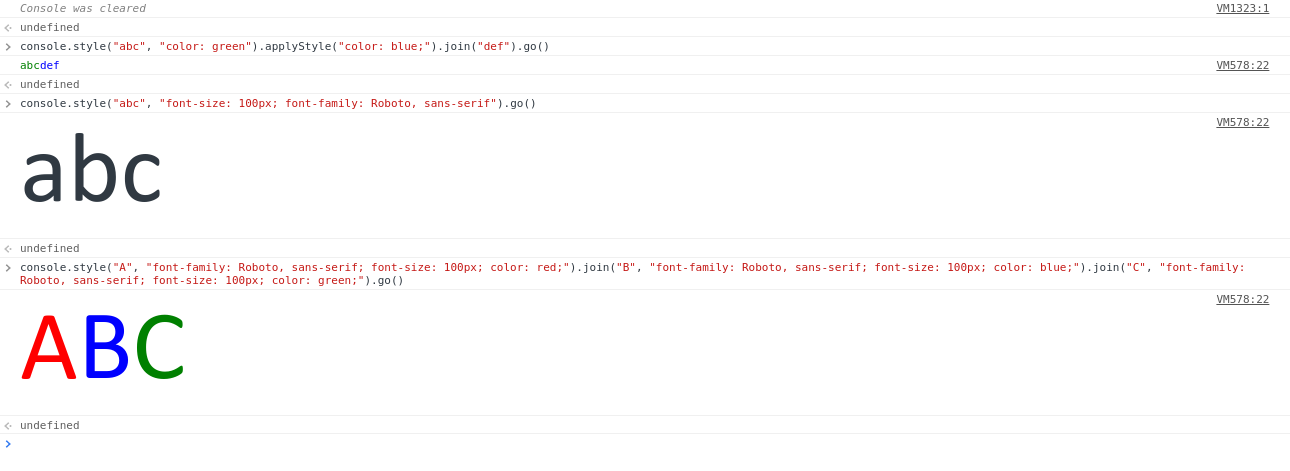 Console was cleared VM1323:1
undefined
console.style("abc", "color: green").applyStyle("color: blue;").join("def").go()
abcdef VM578:22
undefined
console.style("abc", "font-size: 100px; font-family: Roboto, sans-serif").go()
VM578:22
abc
undefined
console.style("A", "font-family: Roboto, sans-serif; font-size: 100px; color: red;").join("B", "font-family: Roboto, sans-serif; font-size: 100px; color: blue;").join("C", "font-family:
Roboto, sans-serif; font-size: 100px; color: green;").go()
VM578:22
ABC
undefined